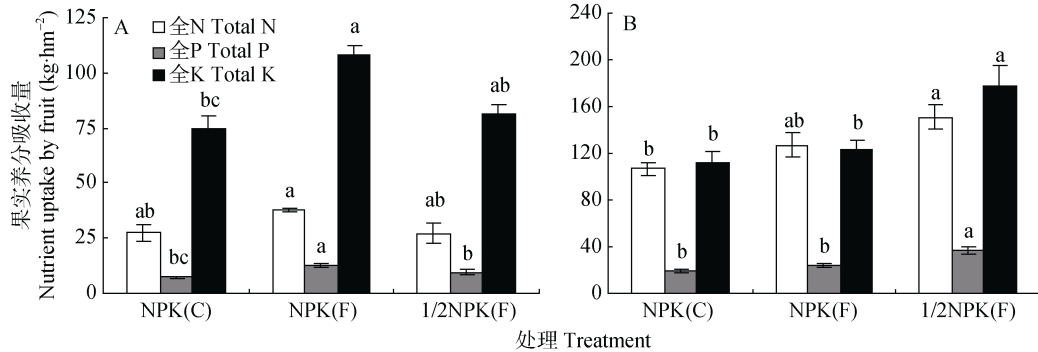 果实养分吸收量
Nutrient uptake by fruit (kg·hm⁻²)
A
全N Total N
全P Total P
全K Total K
125
100
75
50
25
0
ab
bc
bc
a
a
a
ab
b
ab
NPK(C)
NPK(F)
1/2NPK(F)
B
240
200
160
120
80
40
0
b
b
b
ab
b
b
a
a
a
NPK(C)
NPK(F)
1/2NPK(F)
处理 Treatment